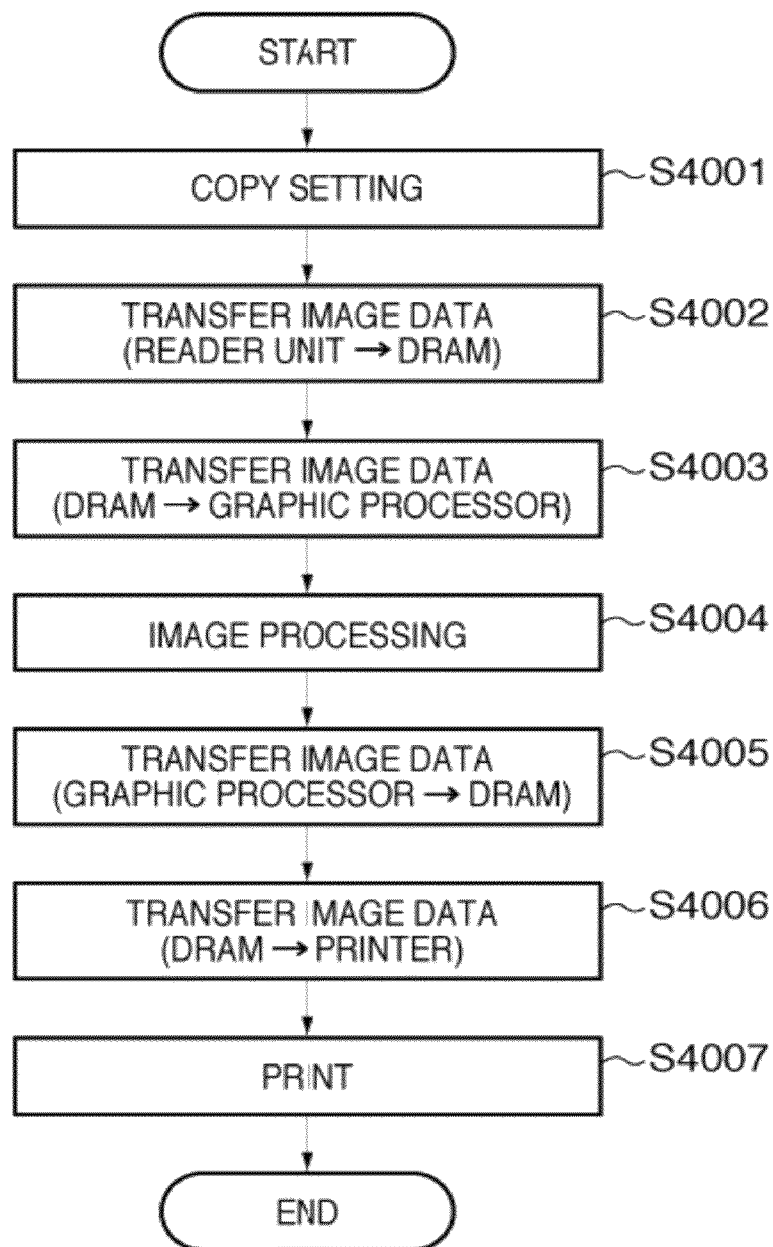 START
COPY SETTING
S4001
TRANSFER IMAGE DATA
(READER UNIT → DRAM)
S4002
TRANSFER IMAGE DATA
(DRAM → GRAPHIC PROCESSOR)
S4003
IMAGE PROCESSING
S4004
TRANSFER IMAGE DATA
(GRAPHIC PROCESSOR → DRAM)
S4005
TRANSFER IMAGE DATA
(DRAM → PRINTER)
S4006
PRINT
S4007
END